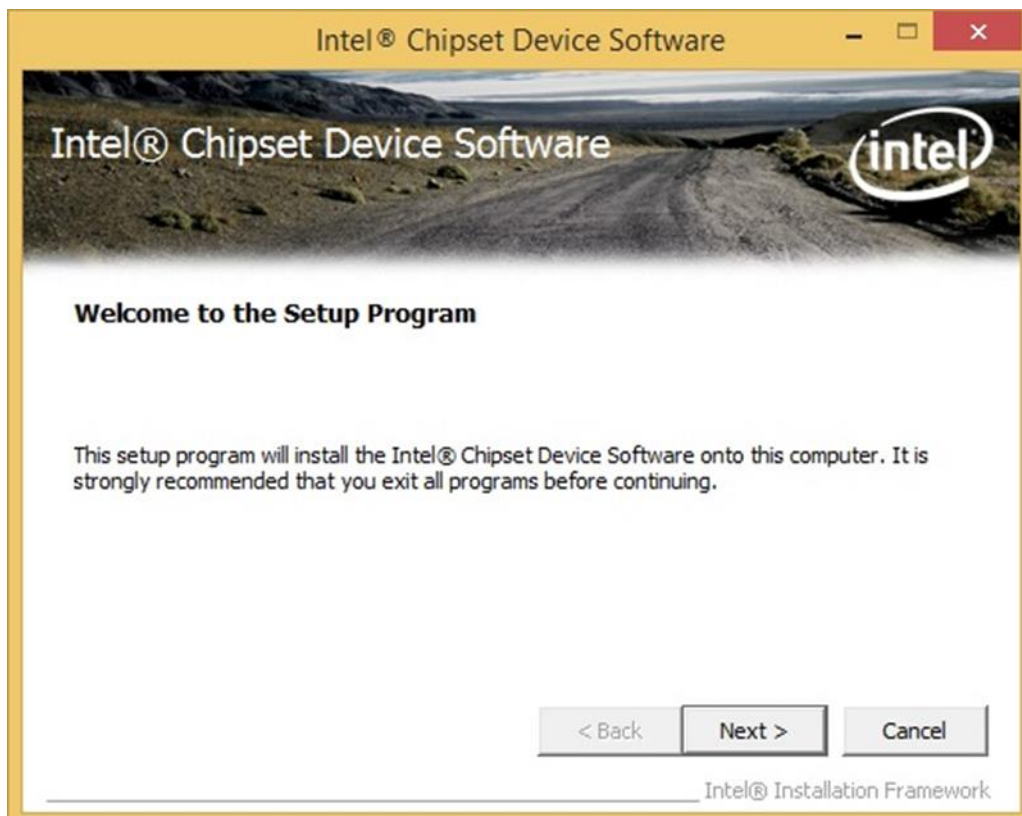 Intel® Chipset Device Software
Intel® Chipset Device Software
intel
Welcome to the Setup Program
This setup program will install the Intel® Chipset Device Software onto this computer. It is
strongly recommended that you exit all programs before continuing.
< Back
Next >
Cancel
Intel® Installation Framework